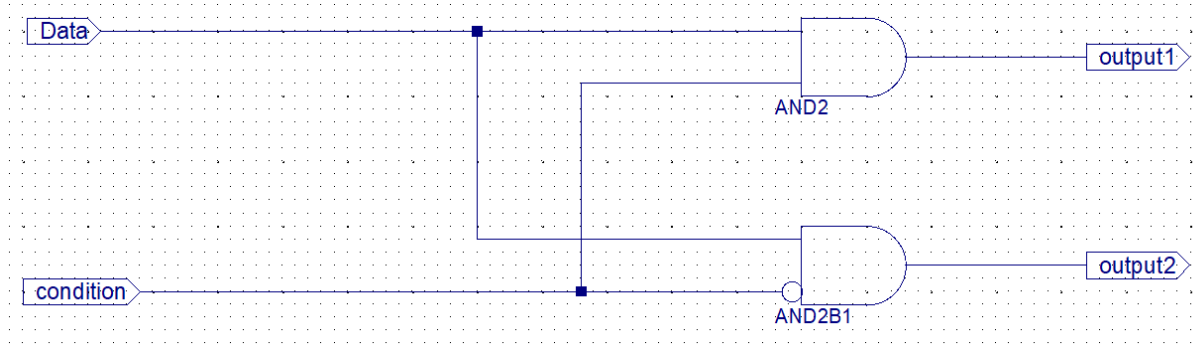 Data
output1
AND2
output2
condition
AND2B1